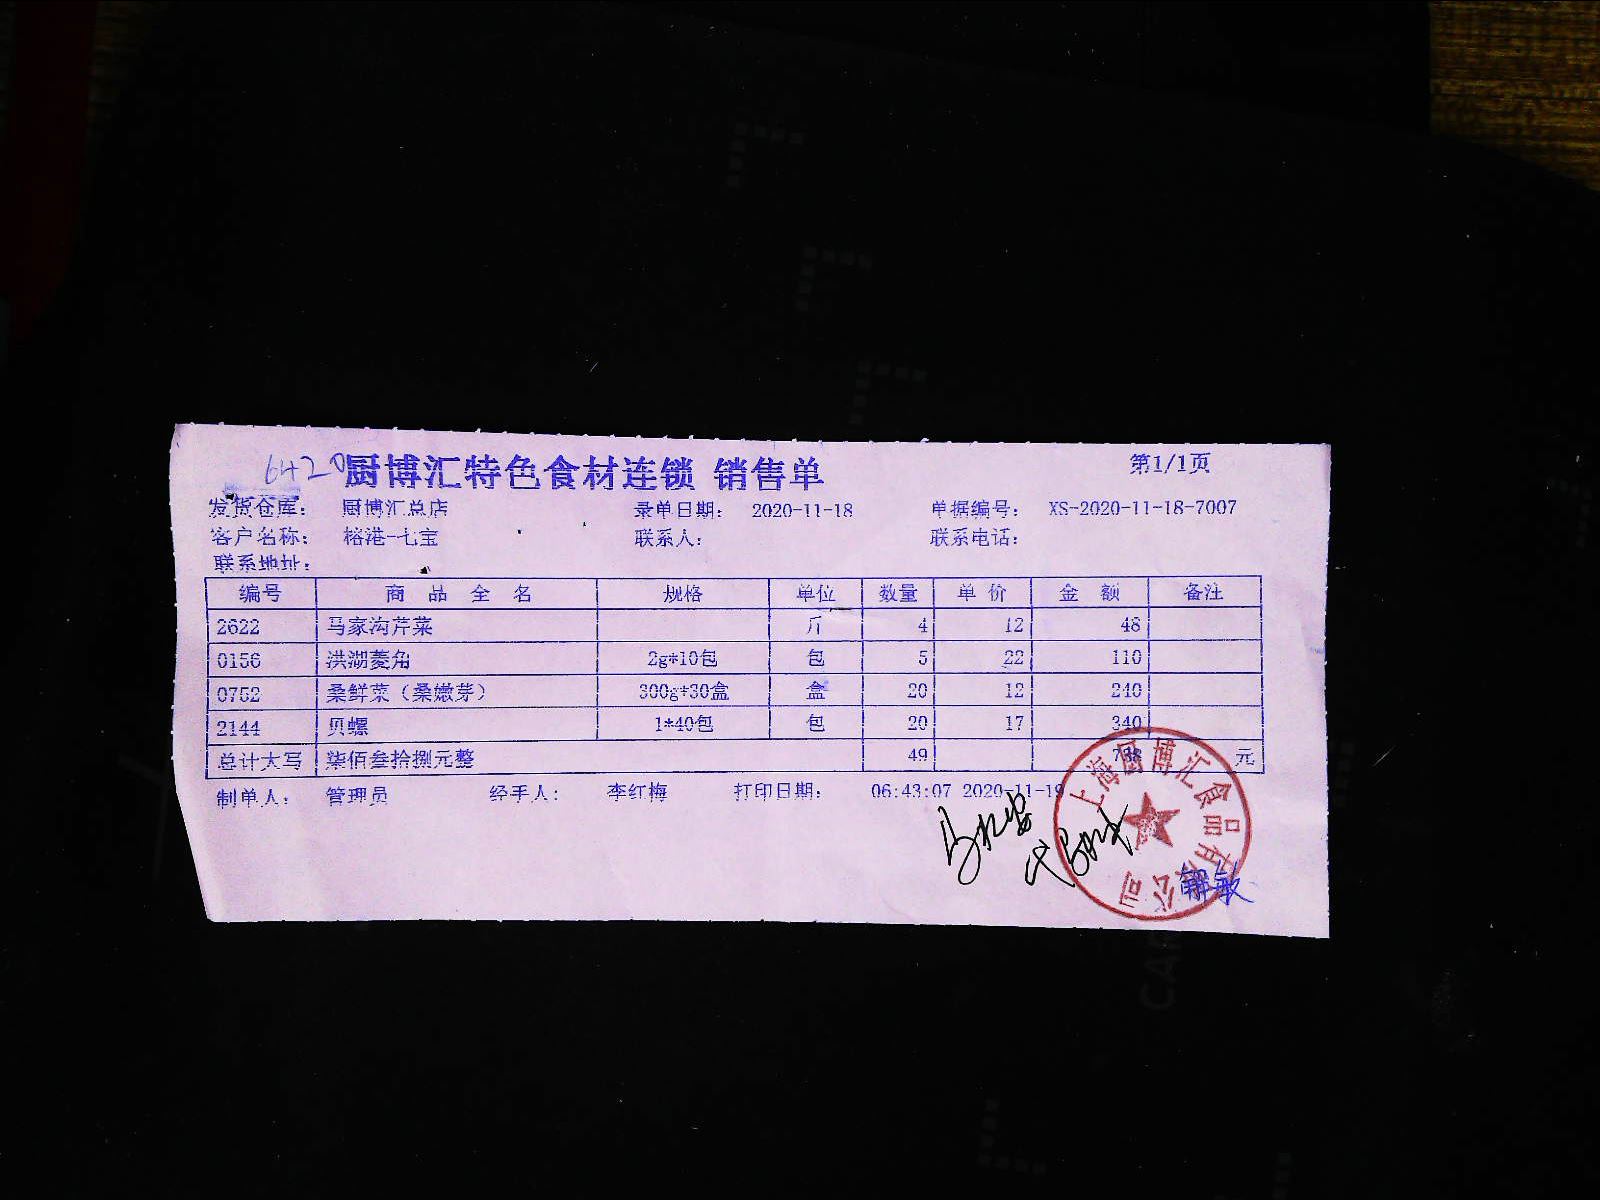 6420
厨博汇特色食材连锁 销售单 第1/1页
发货仓库： 厨博汇总店 录单日期： 2020-11-18 单据编号： XS-2020-11-18-7007
客户名称： 榕港-七宝 联系人： 联系电话：
联系地址：
编号 商品全名 规格 单位 数量 单价 金额 备注
2622 马家沟芹菜 斤 4 12 48
0156 洪湖菱角 2g*10包 包 5 22 110
0752 桑鲜菜（桑嫩芽） 300g*30盒 盒 20 12 240
2144 贝螺 1*40包 包 20 17 340
总计大写 柒佰叁拾捌元整 49 738 元
制单人： 管理员 经手人： 李红梅 打印日期： 06:43:07 2020-11-19
上海厨博汇食品有限公司